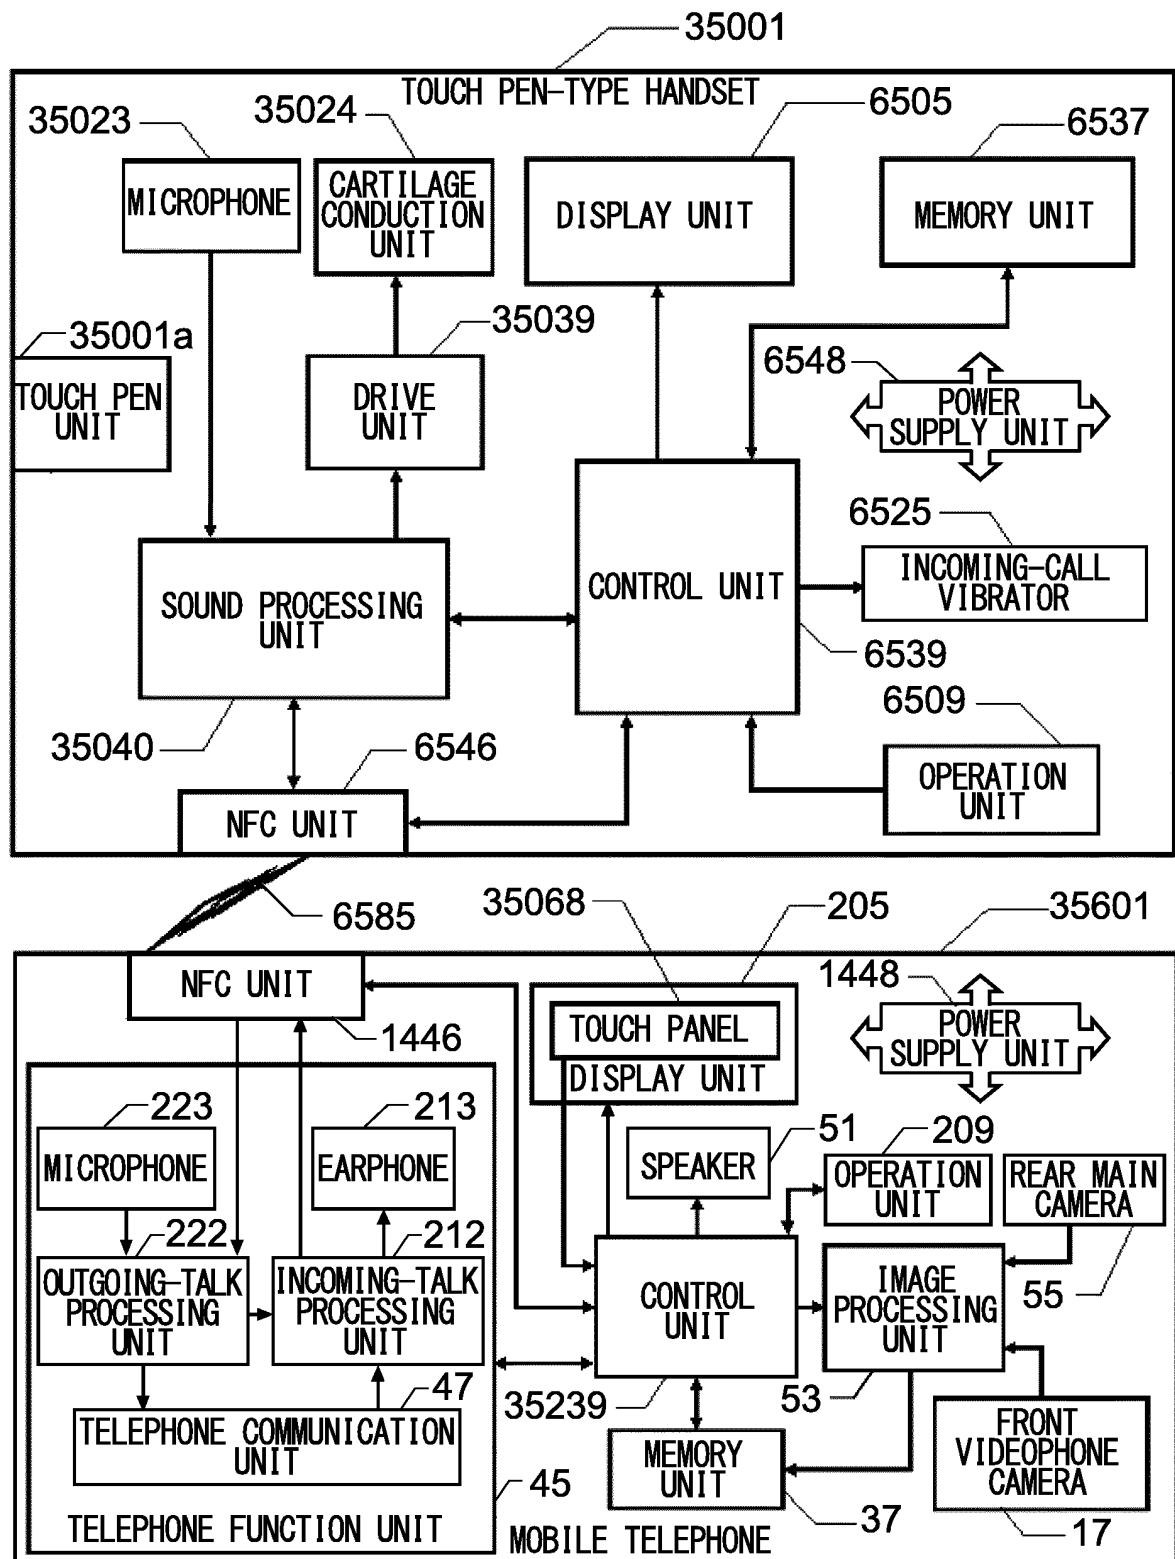 35001
TOUCH PEN-TYPE HANDSET
35023
35024
6505
6537
MICROPHONE
CARTILAGE
CONDUCTION
UNIT
DISPLAY UNIT
MEMORY UNIT
35001a
35039
6548
TOUCH PEN
UNIT
DRIVE
UNIT
POWER
SUPPLY UNIT
6525
SOUND PROCESSING
UNIT
CONTROL UNIT
INCOMING-CALL
VIBRATOR
6539
6509
35040
6546
OPERATION
UNIT
NFC UNIT
6585
35068
205
35601
NFC UNIT
1446
TOUCH PANEL
DISPLAY UNIT
1448
POWER
SUPPLY UNIT
223
213
51
209
MICROPHONE
EARPHONE
SPEAKER
OPERATION
UNIT
REAR MAIN
CAMERA
222
212
OUTGOING-TALK
PROCESSING
UNIT
INCOMING-TALK
PROCESSING
UNIT
CONTROL
UNIT
IMAGE
PROCESSING
UNIT
55
47
35239
53
TELEPHONE COMMUNICATION
UNIT
MEMORY
UNIT
FRONT
VIDEOPHONE
CAMERA
45
37
17
TELEPHONE FUNCTION UNIT
MOBILE TELEPHONE